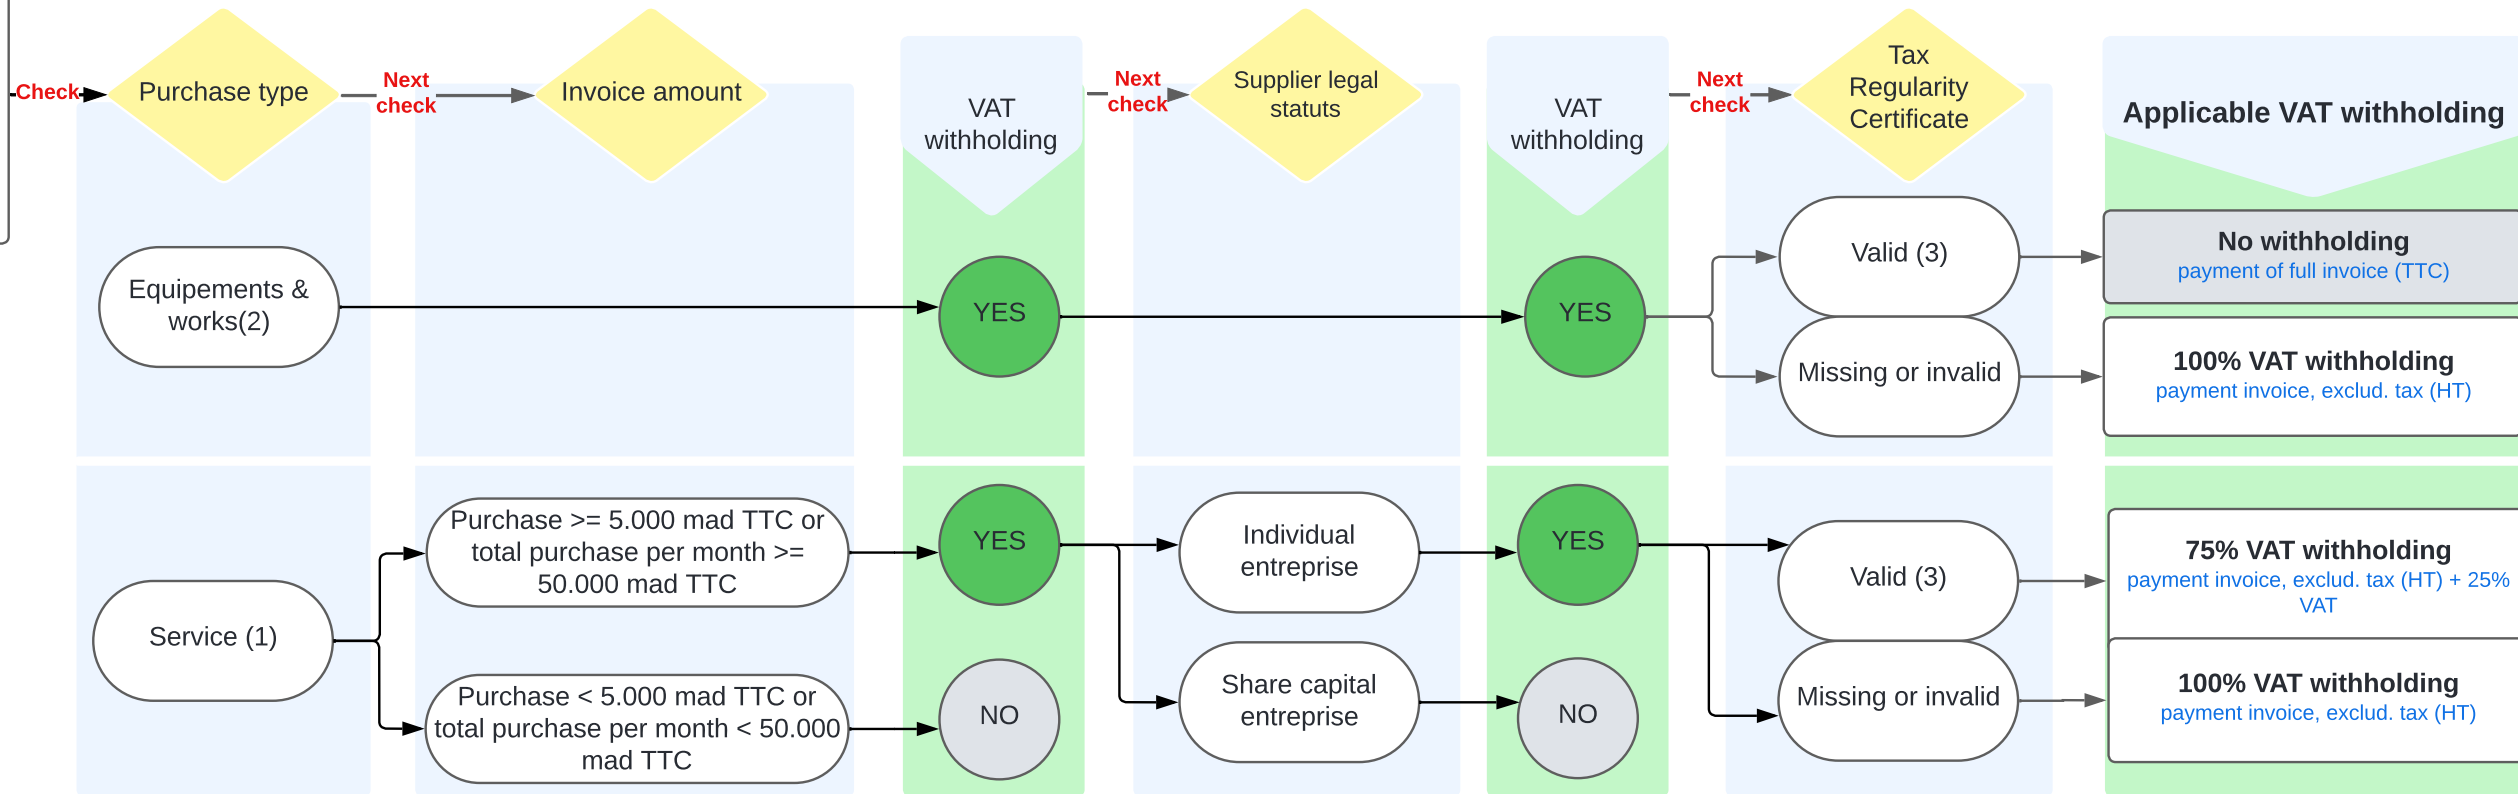 Check
Purchase type
Next
check
Invoice amount
VAT
withholding
Next
check
Supplier legal
statuts
VAT
withholding
Next
check
Tax
Regularity
Certificate
Applicable VAT withholding
Equipements &
works(2)
YES
YES
Valid (3)
No withholding
payment of full invoice (TTC)
Missing or invalid
100% VAT withholding
payment invoice, exclud. tax (HT)
Service (1)
Purchase >= 5.000 mad TTC or
total purchase per month >=
50.000 mad TTC
YES
Individual
entreprise
YES
Valid (3)
75% VAT withholding
payment invoice, exclud. tax (HT) + 25%
VAT
Purchase < 5.000 mad TTC or
total purchase per month < 50.000
mad TTC
NO
Share capital
entreprise
NO
Missing or invalid
100% VAT withholding
payment invoice, exclud. tax (HT)